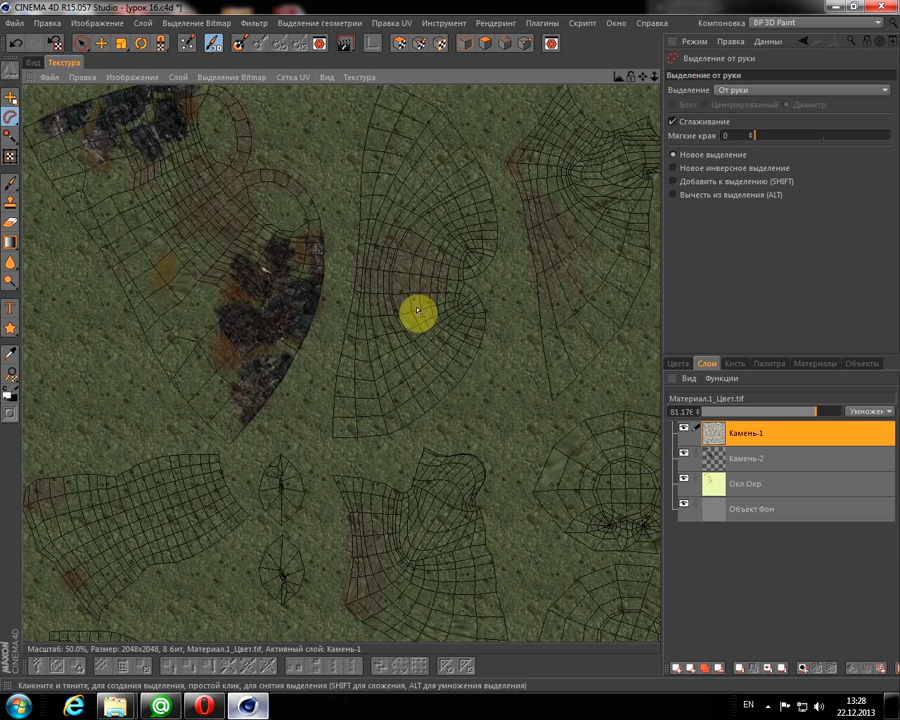 CINEMA 4D R15.057 Studio - [урок 16.c4d *]
Файл Правка Изображение Слой Выделение Bitmap Фильтр Выделение геометрии Правка UV Инструмент Рендеринг Плагины Скрипт Окно Справка Компоновка BP 3D Paint
Вид Текстура
Файл Правка Изображение Слой Выделение Bitmap Сетка UV Вид Текстура
Режим Правка Данные
Выделение от руки
Выделение от руки
Выделение От руки
Бокс Центрированный Диаметр
Сглаживание
Мягкие края 0
Новое выделение
Новое инверсное выделение
Добавить к выделению (SHIFT)
Вычесть из выделения (ALT)
Цвета Слои Кисть Палитра Материалы Объекты
Вид Функции
Материал.1_Цвет.tif
81.176 Умножен
Камень-1
Камень-2
Окл Окр
Объект Фон
Масштаб: 50.0%, Размер: 2048x2048, 8 бит, Материал.1_Цвет.tif, Активный слой: Камень-1
MAXON CINEMA 4D
Кликните и тяните, для создания выделения, простой клик, для снятия выделения (SHIFT для сложения, ALT для умножения выделения)
EN 13:28
22.12.2013